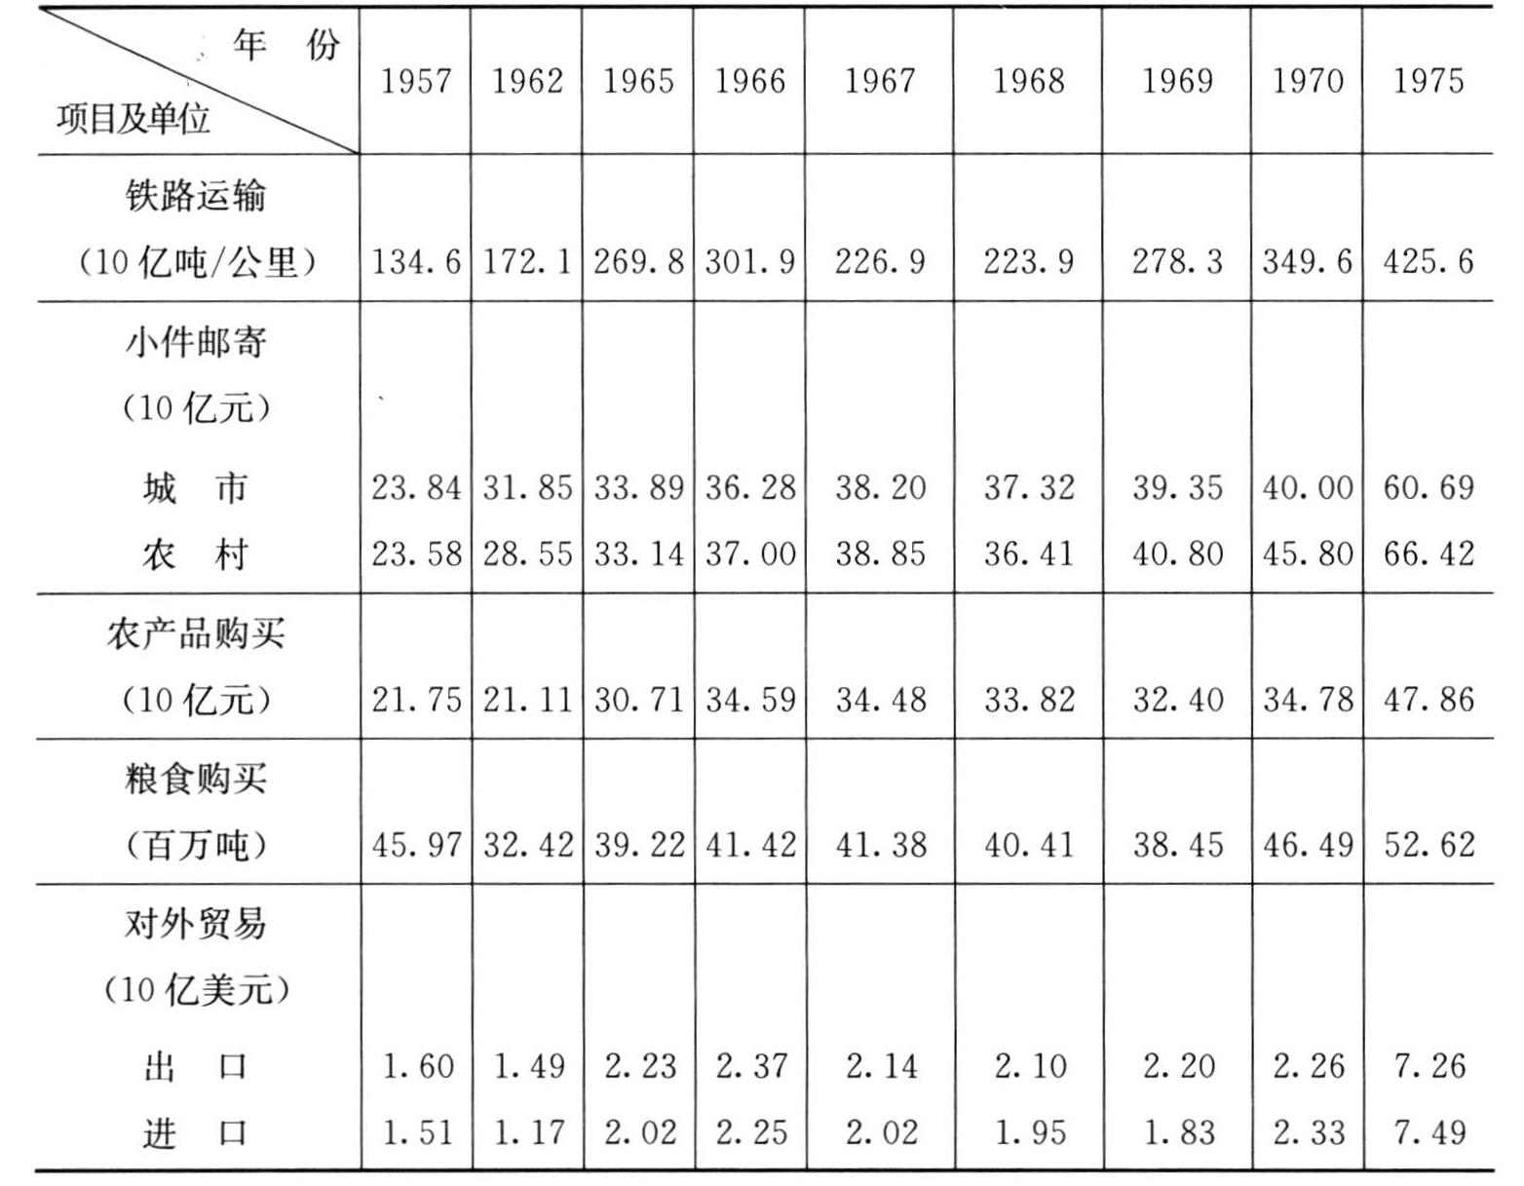 年 份
项目及单位
1957 1962 1965 1966 1967 1968 1969 1970 1975
铁路运输
(10亿吨/公里) 134.6 172.1 269.8 301.9 226.9 223.9 278.3 349.6 425.6
小件邮寄
(10亿元)
城 市 23.84 31.85 33.89 36.28 38.20 37.32 39.35 40.00 60.69
农 村 23.58 28.55 33.14 37.00 38.85 36.41 40.80 45.80 66.42
农产品购买
(10亿元) 21.75 21.11 30.71 34.59 34.48 33.82 32.40 34.78 47.86
粮食购买
(百万吨) 45.97 32.42 39.22 41.42 41.38 40.41 38.45 46.49 52.62
对外贸易
(10亿美元)
出 口 1.60 1.49 2.23 2.37 2.14 2.10 2.20 2.26 7.26
进 口 1.51 1.17 2.02 2.25 2.02 1.95 1.83 2.33 7.49